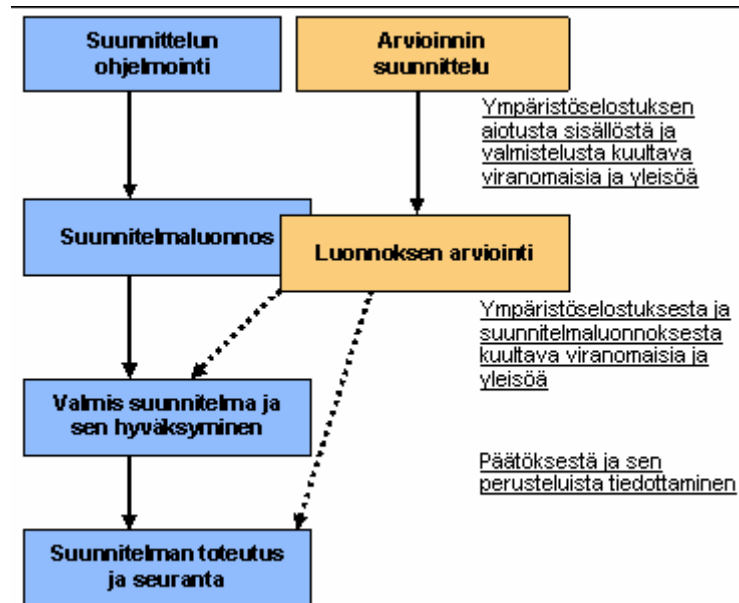 Suunnittelun
ohjelmointi
Arvioinnin
suunnittelu
Ympäristöselostuksen
aiotusta sisällöstä ja
valmistelusta kuultava
viranomaisia ja yleisöä
Suunnitelmaluonnos
Luonnoksen arviointi
Ympäristöselostuksesta ja
suunnitelmaluonnoksesta
kuultava viranomaisia ja
yleisöä
Valmis suunnitelma ja
sen hyväksyminen
Päätöksestä ja sen
perusteluista tiedottaminen
Suunnitelman toteutus
ja seuranta